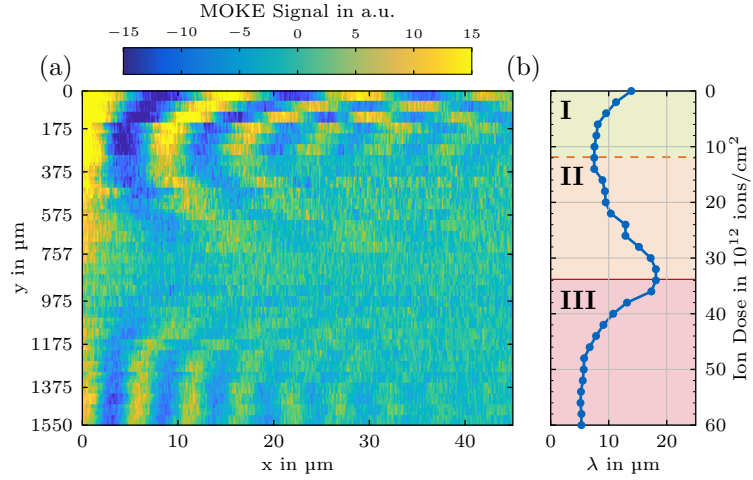 MOKE Signal in a.u.
−15 −10 −5 0 5 10 15
(a)
0
175
375
575
757
975
1175
1375
1550
y in µm
0 10 20 30 40
x in µm
(b)
I
II
III
0
10
20
30
40
50
60
Ion Dose in 10¹² ions/cm²
0 10 20
λ in µm